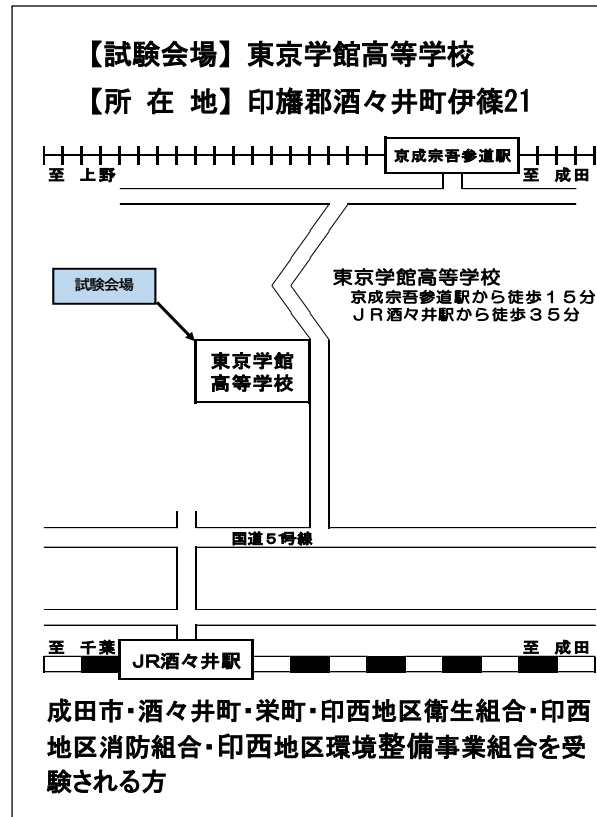 【試験会場】東京学館高等学校
【所 在 地】印旛郡酒々井町伊篠21
京成宗吾参道駅
至 上野
至 成田
試験会場
東京学館高等学校
京成宗吾参道駅から徒歩15分
JR酒々井駅から徒歩35分
東京学館
高等学校
国道51号線
至 千葉
至 成田
JR酒々井駅
成田市・酒々井町・栄町・印西地区衛生組合・印西
地区消防組合・印西地区環境整備事業組合を受
験される方